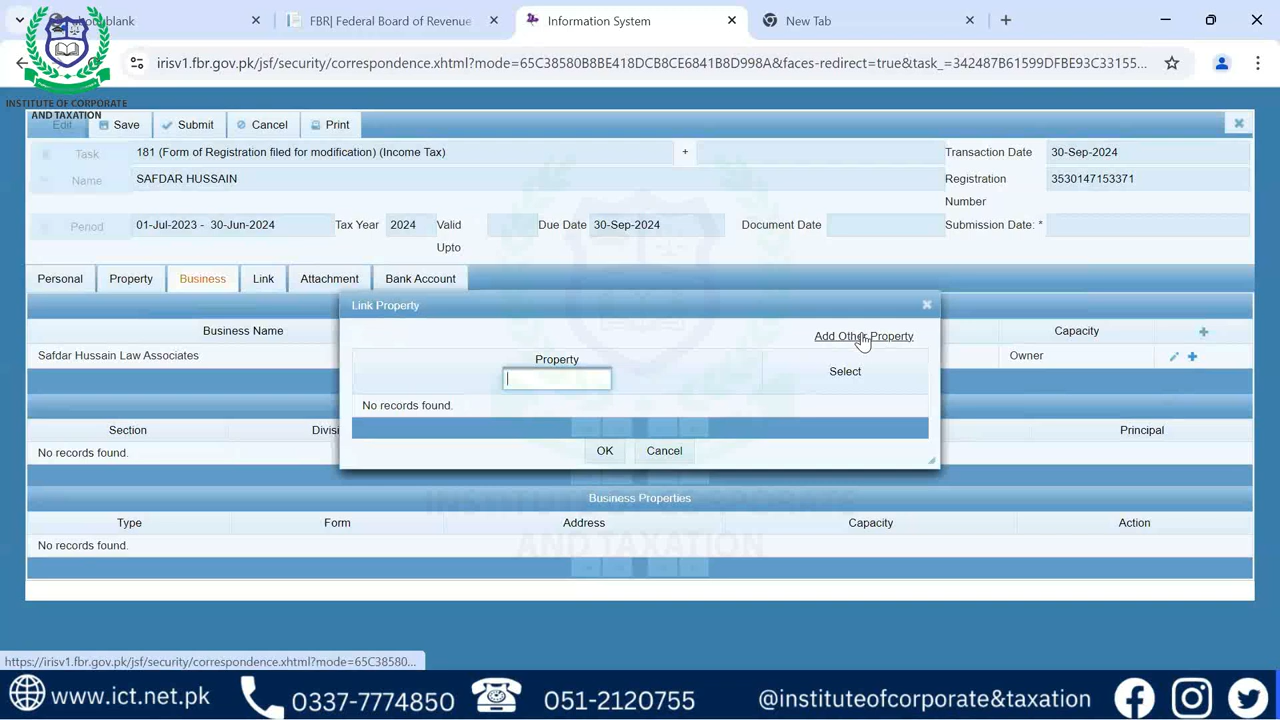 FBR| Federal Board of Revenue
Information System
New Tab
irisv1.fbr.gov.pk/jsf/security/correspondence.xhtml?mode=65C38580B8BE418DCB8CE6841B8D998A&faces-redirect=true&task_=342487B61599DFBE93C33155...
INSTITUTE OF CORPORATE
AND TAXATION
Edit Save Submit Cancel Print
Task 181 (Form of Registration filed for modification) (Income Tax) + Transaction Date 30-Sep-2024
Name SAFDAR HUSSAIN Registration 3530147153371
Number
Period 01-Jul-2023 - 30-Jun-2024 Tax Year 2024 Valid Due Date 30-Sep-2024 Document Date Submission Date: *
Upto
Personal Property Business Link Attachment Bank Account
Link Property
Business Name Capacity
Add Other Property
Safdar Hussain Law Associates Owner
Property
Select
No records found.
Section Principal
OK Cancel
No records found.
INSTITUTE OF CORPORATE
AND TAXATION
Business Properties
Type Form Address Capacity Action
No records found.
https://irisv1.fbr.gov.pk/jsf/security/correspondence.xhtml?mode=65C38580...
www.ict.net.pk 0337-7774850 051-2120755 @instituteofcorporate&taxation